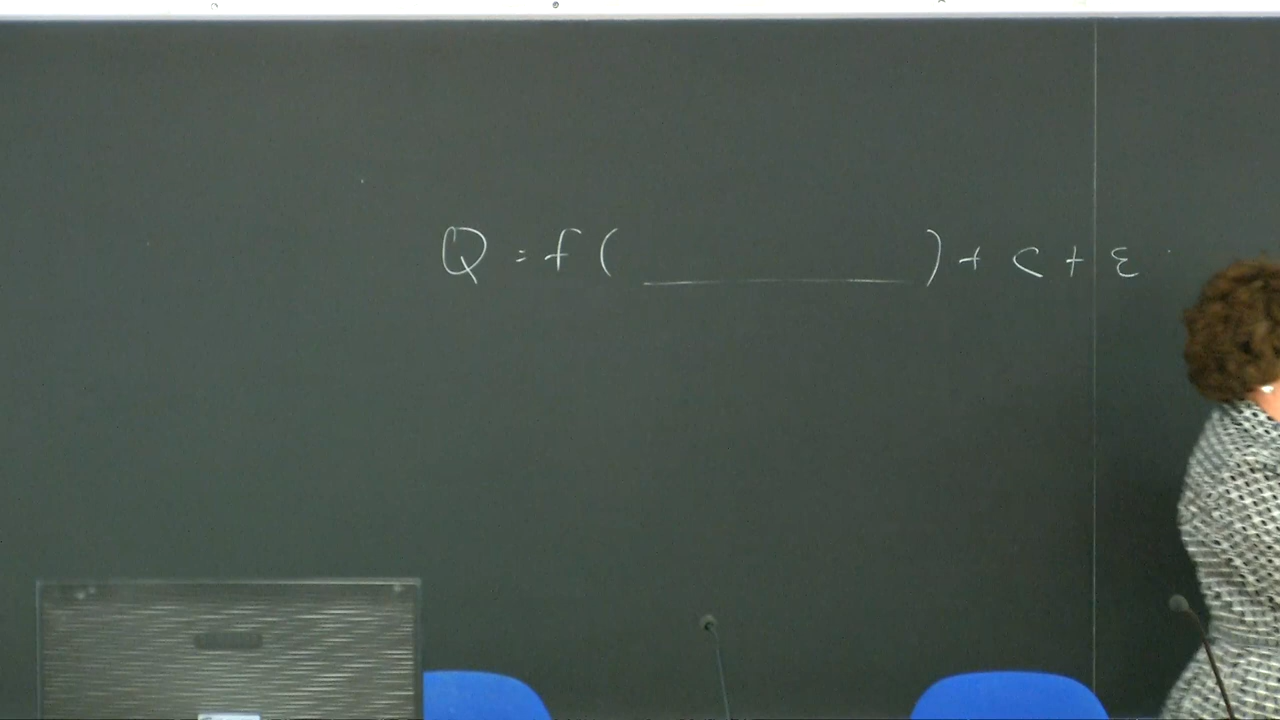 Q = f ( ________ ) + c + ε